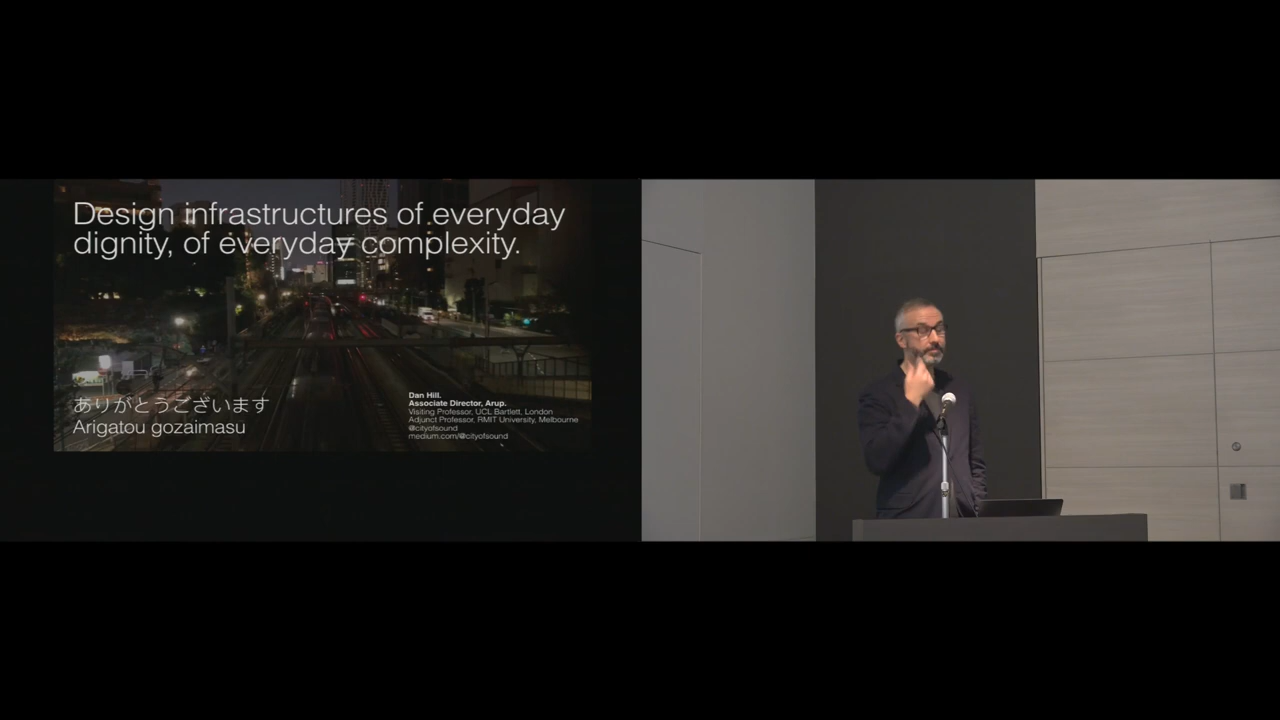 Design infrastructures of everyday
dignity, of everyday complexity.
ありがとうございます
Arigatou gozaimasu
Dan Hill.
Associate Director, Arup.
Visiting Professor, UCL Bartlett, London
Adjunct Professor, RMIT University, Melbourne
@cityofsound
medium.com/@cityofsound